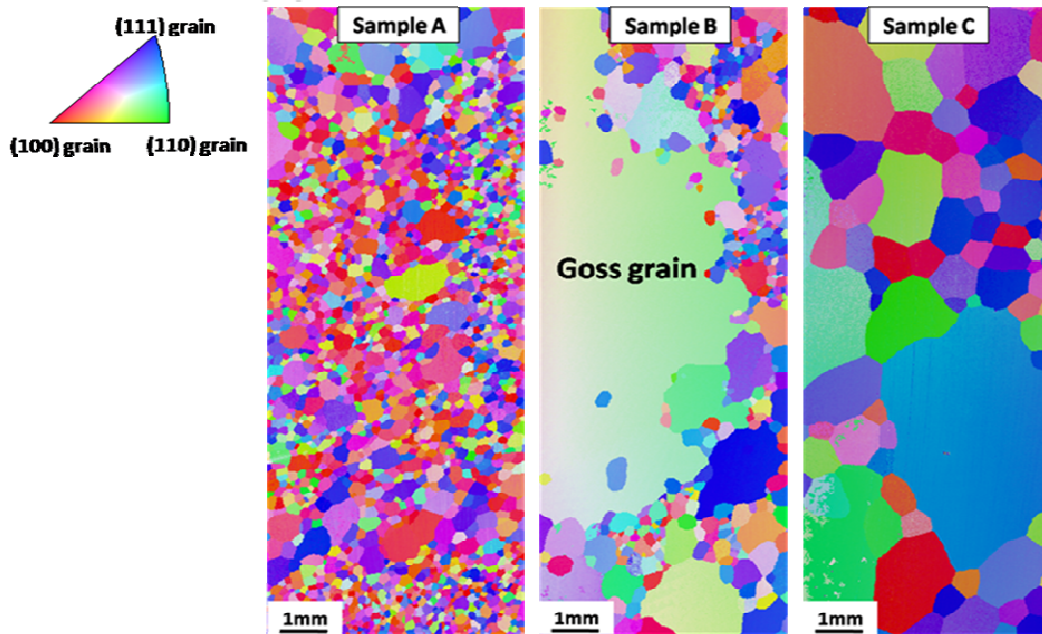 (111) grain
(100) grain
(110) grain
Sample A
Sample B
Sample C
Goss grain
1mm
1mm
1mm